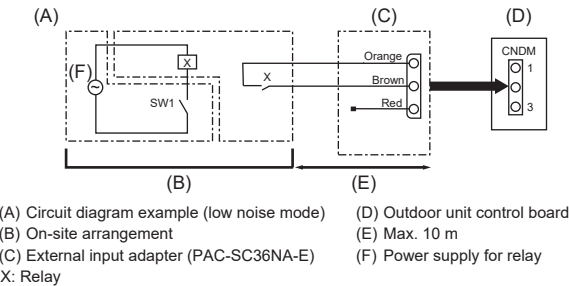 (A) (C) (D)
CNDM
Orange
1
(F) X
X Brown
SW1
Red
3
(B) (E)
(A) Circuit diagram example (low noise mode)
(B) On-site arrangement
(C) External input adapter (PAC-SC36NA-E)
X: Relay
(D) Outdoor unit control board
(E) Max. 10 m
(F) Power supply for relay